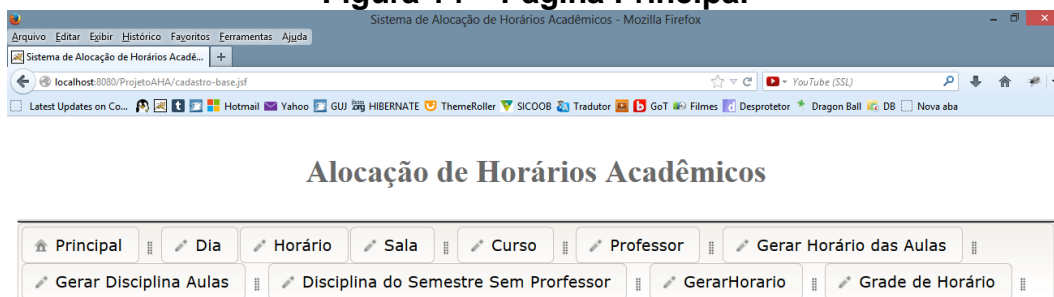 Figura 14 – Página Principal
Sistema de Alocação de Horários Acadêmicos - Mozilla Firefox
Arquivo Editar Exibir Histórico Favoritos Ferramentas Ajuda
Sistema de Alocação de Horários Acadê... +
localhost:8080/ProjetoAHA/cadastro-base.jsf YouTube (SSL)
Latest Updates on Co... Hotmail Yahoo GUJ HIBERNATE ThemeRoller SICOOB Tradutor GoT Filmes Desprotetor Dragon Ball DB Nova aba
Alocação de Horários Acadêmicos
Principal Dia Horário Sala Curso Professor Gerar Horário das Aulas
Gerar Disciplina Aulas Disciplina do Semestre Sem Prorfessor GerarHorario Grade de Horário